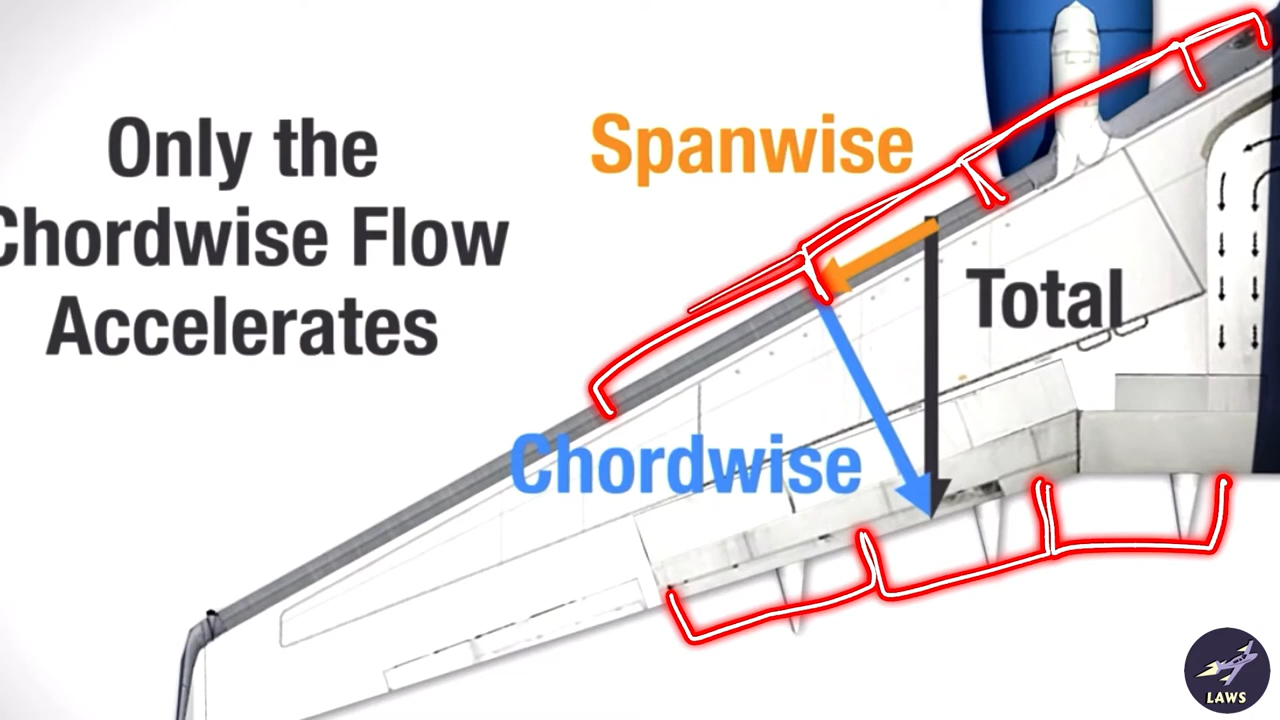 Only the
Chordwise Flow
Accelerates
Spanwise
Total
Chordwise
LAWS